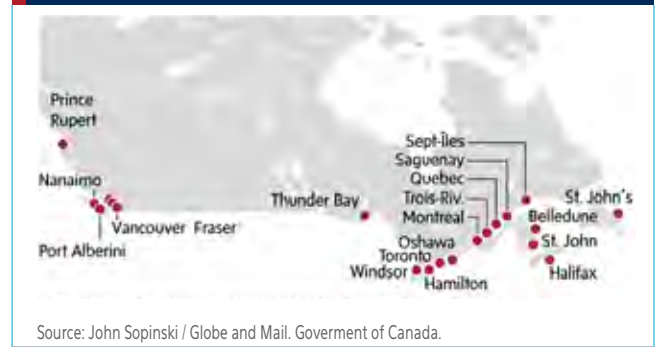 Prince
Rupert
Nanaimo
Vancouver Fraser
Port Alberini
Thunder Bay
Sept-Îles
Saguenay
Quebec
Trois-Riv.
Montreal
Oshawa
Toronto
Windsor
Hamilton
St. John's
Belledune
St. John
Halifax
Source: John Sopinski / Globe and Mail. Goverment of Canada.